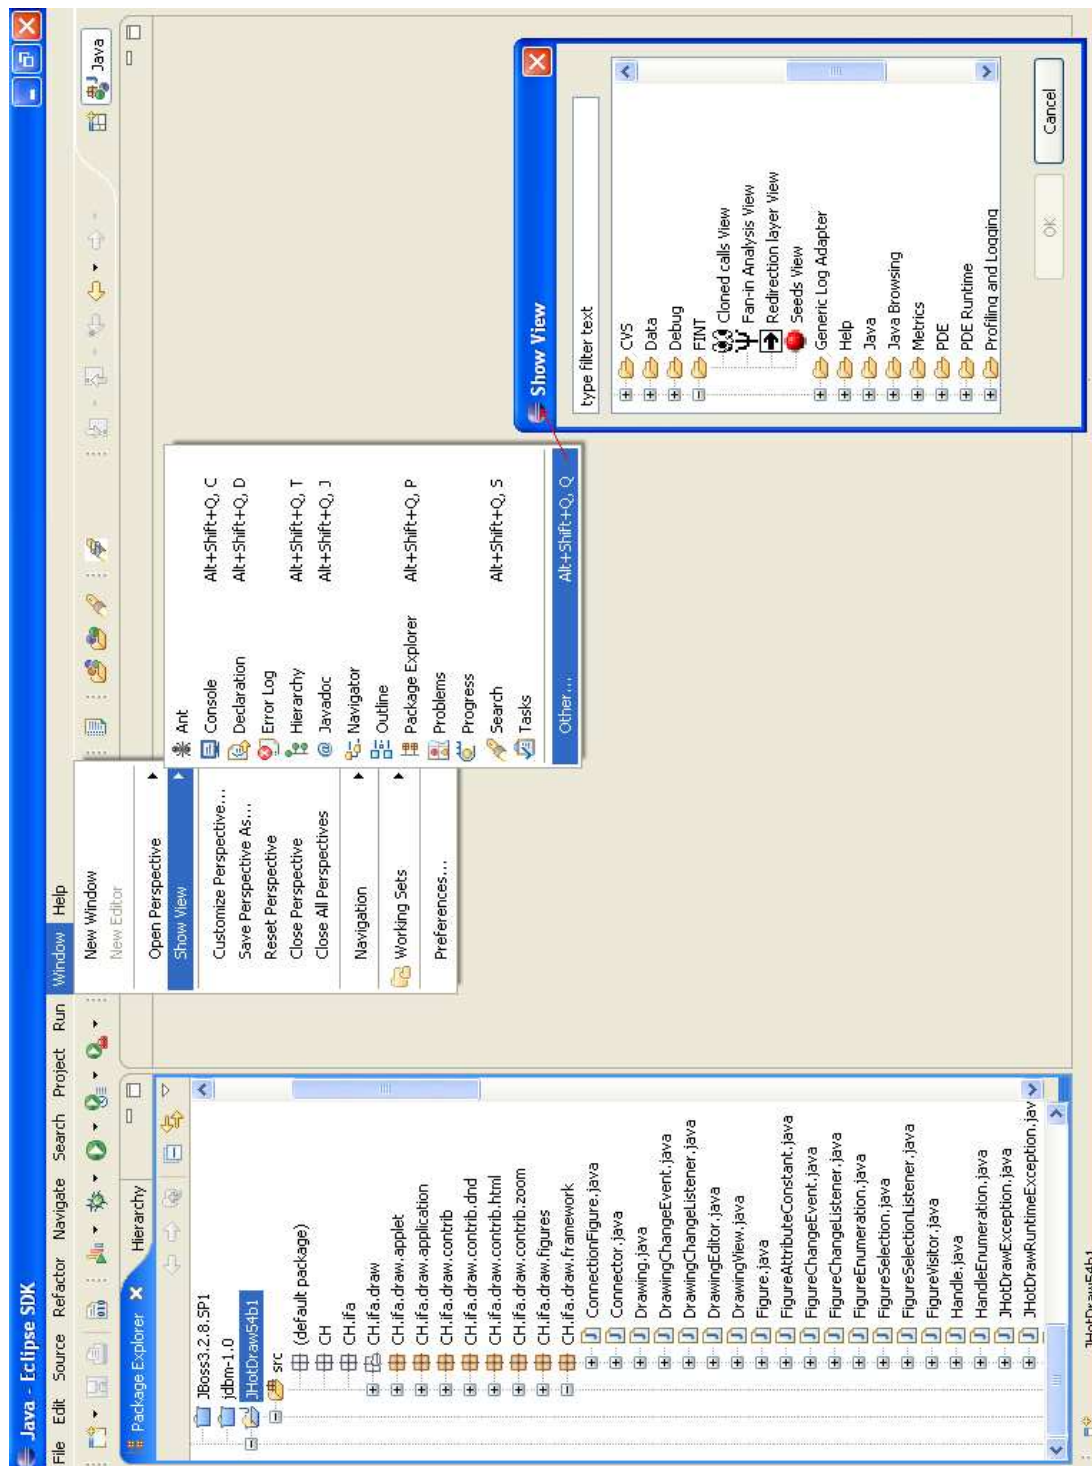 Java - Eclipse SDK
File Edit Source Refactor Navigate Search Project Run Window Help
Java
Package Explorer
Hierarchy
JBoss3.2.8.SP1
jdbm-1.0
JHotDraw54b1
src
(default package)
CH
CH.ifa
CH.ifa.draw
CH.ifa.draw.applet
CH.ifa.draw.application
CH.ifa.draw.contrib
CH.ifa.draw.contrib.dnd
CH.ifa.draw.contrib.html
CH.ifa.draw.contrib.zoom
CH.ifa.draw.figures
CH.ifa.draw.framework
ConnectionFigure.java
Connector.java
Drawing.java
DrawingChangeEvent.java
DrawingChangeListener.java
DrawingEditor.java
DrawingView.java
Figure.java
FigureAttributeConstant.java
FigureChangeEvent.java
FigureChangeListener.java
FigureEnumeration.java
FigureSelection.java
FigureSelectionListener.java
FigureVisitor.java
Handle.java
HandleEnumeration.java
JHotDrawException.java
JHotDrawRuntimeException.jav
JHotDraw54b1
New Window
New Editor
Open Perspective
Show View
Customize Perspective...
Save Perspective As...
Reset Perspective
Close Perspective
Close All Perspectives
Navigation
Working Sets
Preferences...
Ant
Console Alt+Shift+Q, C
Declaration Alt+Shift+Q, D
Error Log
Hierarchy Alt+Shift+Q, T
Javadoc Alt+Shift+Q, J
Navigator
Outline
Package Explorer Alt+Shift+Q, P
Problems
Progress
Search Alt+Shift+Q, S
Tasks
Other... Alt+Shift+Q, Q
Show View
type filter text
CVS
Data
Debug
FINT
Cloned calls View
Fan-in Analysis View
Redirection layer View
Seeds View
Generic Log Adapter
Help
Java
Java Browsing
Metrics
PDE
PDE Runtime
Profiling and Logging
OK
Cancel